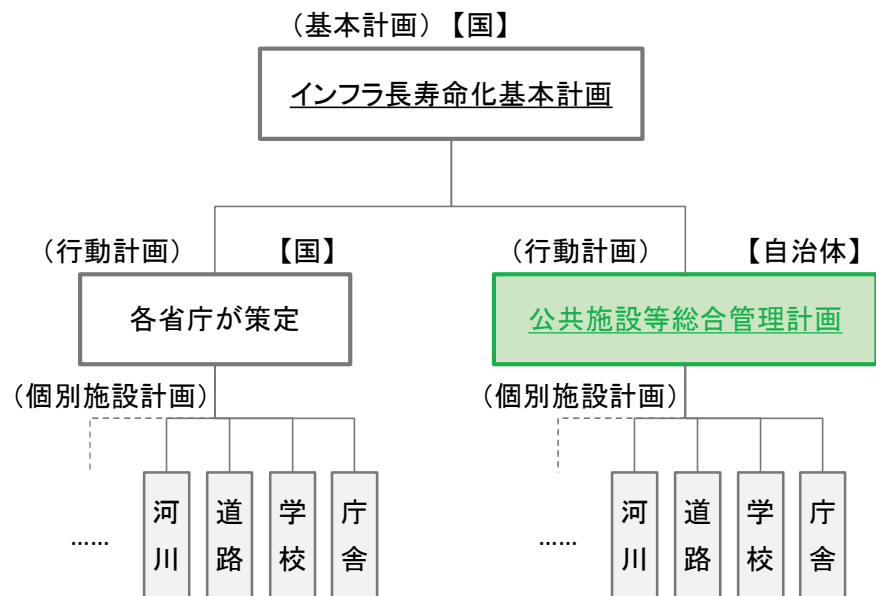 （基本計画）【国】
インフラ長寿命化基本計画
（行動計画） 【国】
（行動計画） 【自治体】
各省庁が策定
公共施設等総合管理計画
（個別施設計画）
（個別施設計画）
……
河川
道路
学校
庁舎
……
河川
道路
学校
庁舎